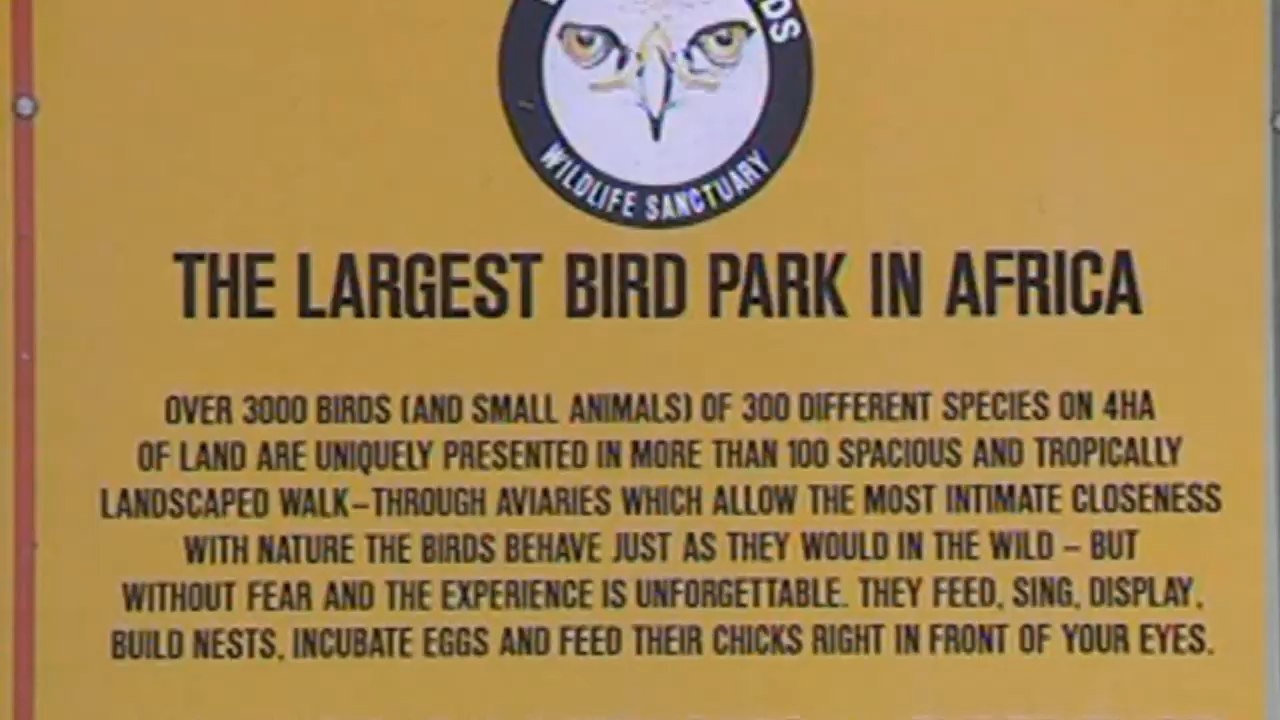 WILDLIFE SANCTUARY
THE LARGEST BIRD PARK IN AFRICA
OVER 3000 BIRDS (AND SMALL ANIMALS) OF 300 DIFFERENT SPECIES ON 4HA
OF LAND ARE UNIQUELY PRESENTED IN MORE THAN 100 SPACIOUS AND TROPICALLY
LANDSCAPED WALK-THROUGH AVIARIES WHICH ALLOW THE MOST INTIMATE CLOSENESS
WITH NATURE THE BIRDS BEHAVE JUST AS THEY WOULD IN THE WILD – BUT
WITHOUT FEAR AND THE EXPERIENCE IS UNFORGETTABLE. THEY FEED, SING, DISPLAY,
BUILD NESTS, INCUBATE EGGS AND FEED THEIR CHICKS RIGHT IN FRONT OF YOUR EYES.